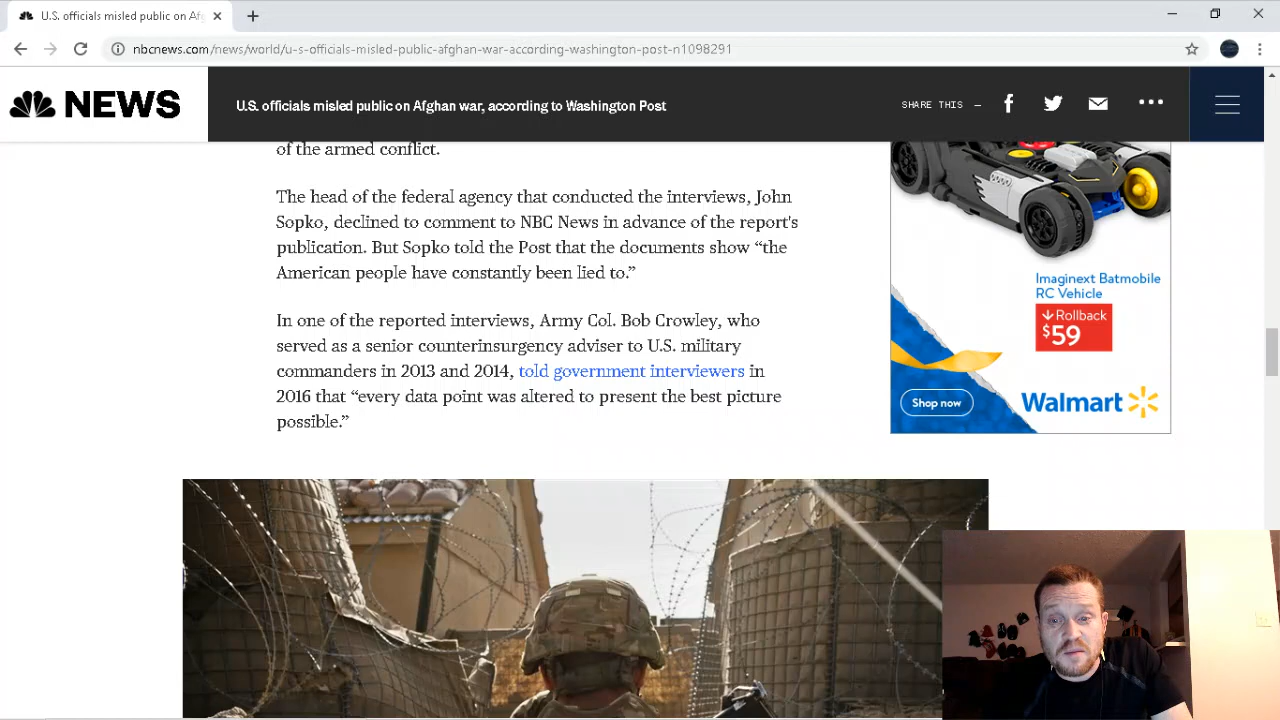 U.S. officials misled public on Af
nbcnews.com/news/world/u-s-officials-misled-public-afghan-war-according-washington-post-n1098291
NEWS
U.S. officials misled public on Afghan war, according to Washington Post
SHARE THIS —
of the armed conflict.
The head of the federal agency that conducted the interviews, John
Sopko, declined to comment to NBC News in advance of the report's
publication. But Sopko told the Post that the documents show “the
American people have constantly been lied to.”
In one of the reported interviews, Army Col. Bob Crowley, who
served as a senior counterinsurgency adviser to U.S. military
commanders in 2013 and 2014, told government interviewers in
2016 that “every data point was altered to present the best picture
possible.”
Imaginext Batmobile
RC Vehicle
Rollback
$59
Shop now
Walmart